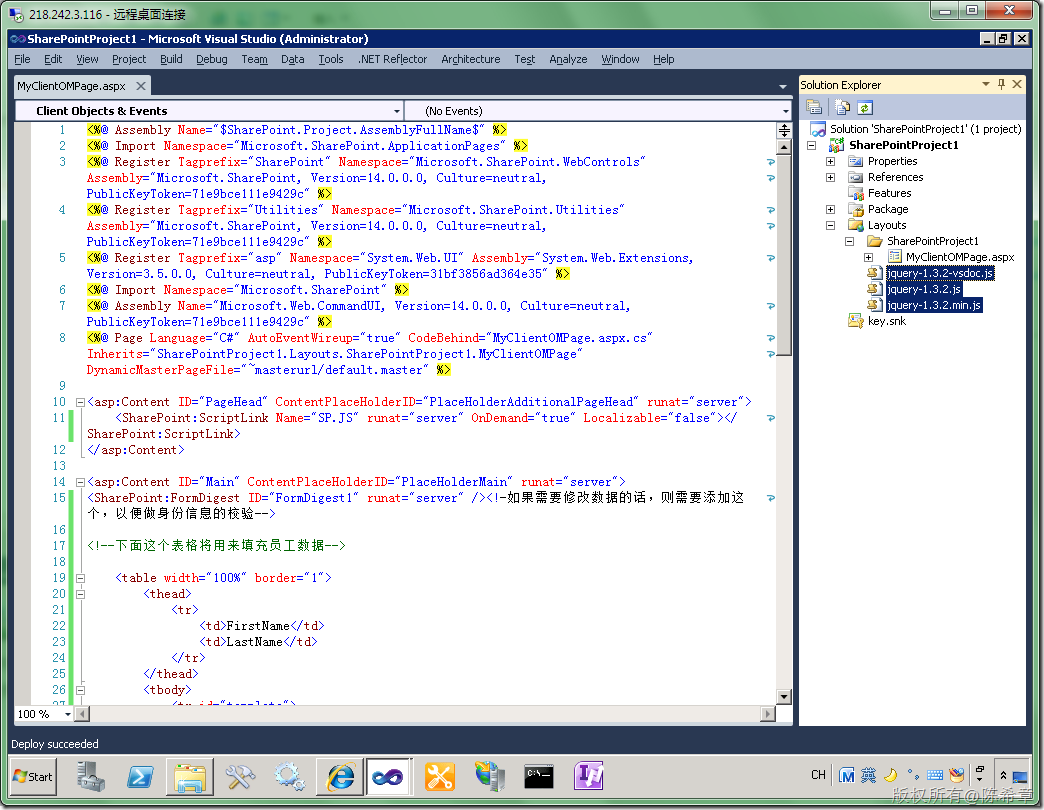 218.242.3.116 - 远程桌面连接
SharePointProject1 - Microsoft Visual Studio (Administrator)
File Edit View Project Build Debug Team Data Tools .NET Reflector Architecture Test Analyze Window Help
MyClientOMPage.aspx
Client Objects & Events (No Events)
1 <%@ Assembly Name="$SharePoint.Project.AssemblyFullName$" %>
2 <%@ Import Namespace="Microsoft.SharePoint.ApplicationPages" %>
3 <%@ Register Tagprefix="SharePoint" Namespace="Microsoft.SharePoint.WebControls"
Assembly="Microsoft.SharePoint, Version=14.0.0.0, Culture=neutral,
PublicKeyToken=71e9bce111e9429c" %>
4 <%@ Register Tagprefix="Utilities" Namespace="Microsoft.SharePoint.Utilities"
Assembly="Microsoft.SharePoint, Version=14.0.0.0, Culture=neutral,
PublicKeyToken=71e9bce111e9429c" %>
5 <%@ Register Tagprefix="asp" Namespace="System.Web.UI" Assembly="System.Web.Extensions,
Version=3.5.0.0, Culture=neutral, PublicKeyToken=31bf3856ad364e35" %>
6 <%@ Import Namespace="Microsoft.SharePoint" %>
7 <%@ Assembly Name="Microsoft.Web.CommandUI, Version=14.0.0.0, Culture=neutral,
PublicKeyToken=71e9bce111e9429c" %>
8 <%@ Page Language="C#" AutoEventWireup="true" CodeBehind="MyClientOMPage.aspx.cs"
Inherits="SharePointProject1.Layouts.SharePointProject1.MyClientOMPage"
DynamicMasterPageFile="~masterurl/default.master" %>
9
10 <asp:Content ID="PageHead" ContentPlaceHolderID="PlaceHolderAdditionalPageHead" runat="server">
11 <SharePoint:ScriptLink Name="SP.JS" runat="server" OnDemand="true" Localizable="false"></
SharePoint:ScriptLink>
12 </asp:Content>
13
14 <asp:Content ID="Main" ContentPlaceHolderID="PlaceHolderMain" runat="server">
15 <SharePoint:FormDigest ID="FormDigest1" runat="server" /><!-如果需要修改数据的话，则需要添加这
个，以便做身份信息的校验-->
16
17 <!--下面这个表格将用来填充员工数据-->
18
19 <table width="100%" border="1">
20 <thead>
21 <tr>
22 <td>FirstName</td>
23 <td>LastName</td>
24 </tr>
25 </thead>
26 <tbody>
27 <tr id="template">
100 %
Solution Explorer
Solution 'SharePointProject1' (1 project)
SharePointProject1
Properties
References
Features
Package
Layouts
SharePointProject1
MyClientOMPage.aspx
jquery-1.3.2-vsdoc.js
jquery-1.3.2.js
jquery-1.3.2.min.js
key.snk
Deploy succeeded
Start
CH
英
版权所有@陈希章